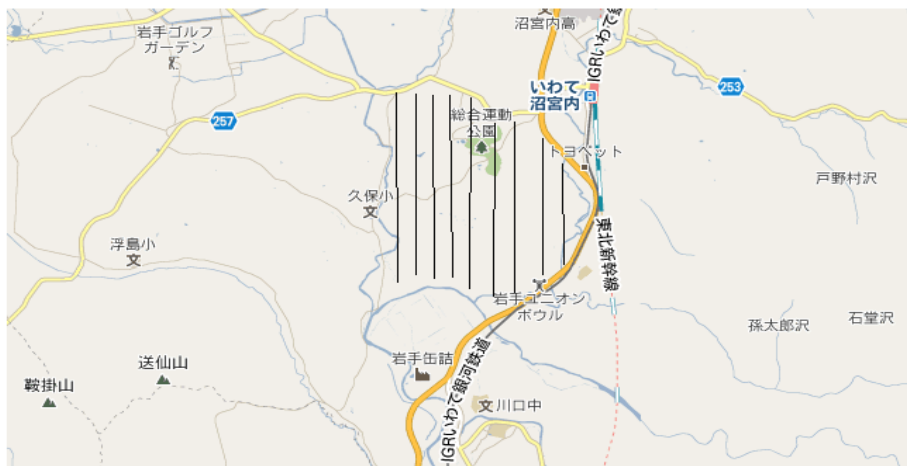 沼宮内高
岩手ゴルフ
ガーデン
IGRいわて銀
いわて
沼宮内
253
257
総合運動
公園
トヨペット
戸野村沢
久保小
東北新幹線
浮島小
岩手ユニオン
ボウル
孫太郎沢
石堂沢
岩手缶詰
送仙山
鞍掛山
IGRいわて銀河鉄道
川口中